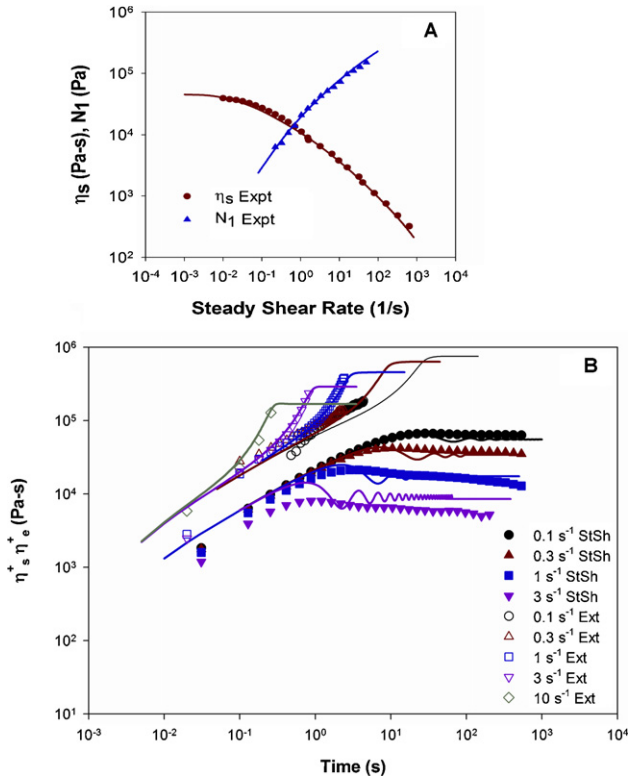 A
10⁶
10⁵
10⁴
10³
10²
ηs (Pa-s), N1 (Pa)
ηs Expt
N1 Expt
10⁻⁴ 10⁻³ 10⁻² 10⁻¹ 10⁰ 10¹ 10² 10³ 10⁴
Steady Shear Rate (1/s)
B
10⁶
10⁵
10⁴
10³
10²
10¹
η⁺s η⁺e (Pa-s)
0.1 s⁻¹ StSh
0.3 s⁻¹ StSh
1 s⁻¹ StSh
3 s⁻¹ StSh
0.1 s⁻¹ Ext
0.3 s⁻¹ Ext
1 s⁻¹ Ext
3 s⁻¹ Ext
10 s⁻¹ Ext
10⁻³ 10⁻² 10⁻¹ 10⁰ 10¹ 10² 10³ 10⁴
Time (s)